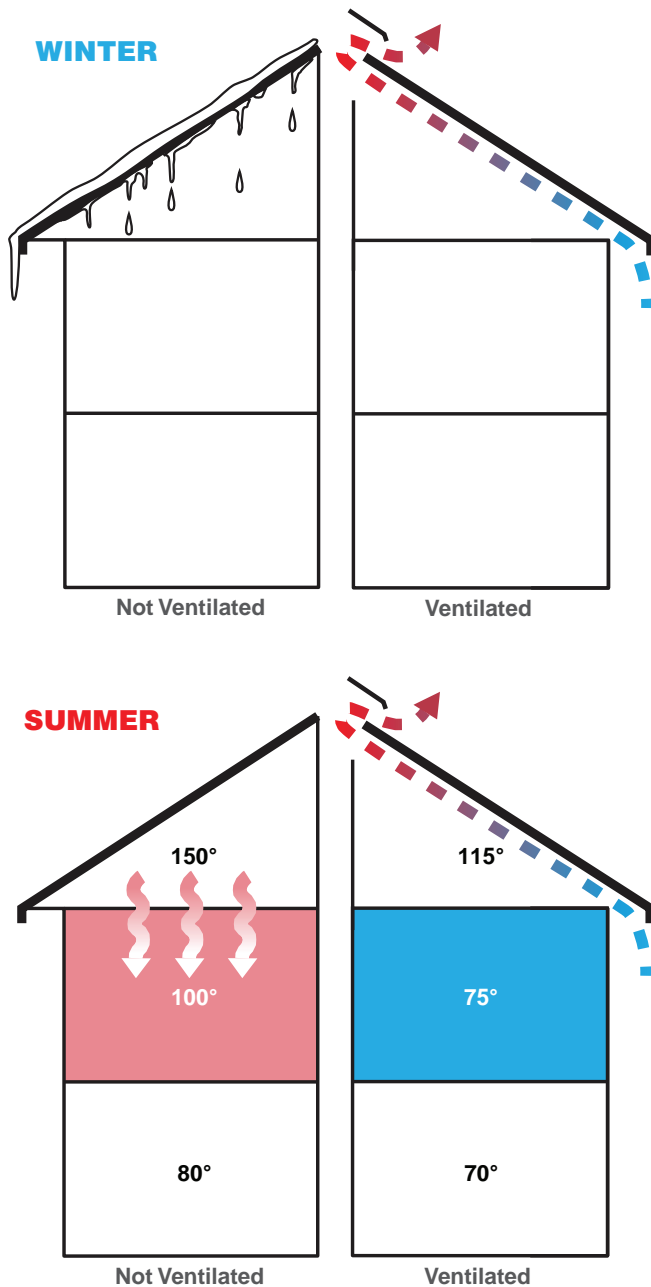 WINTER
Not Ventilated
Ventilated
SUMMER
150°
115°
100°
75°
80°
70°
Not Ventilated
Ventilated